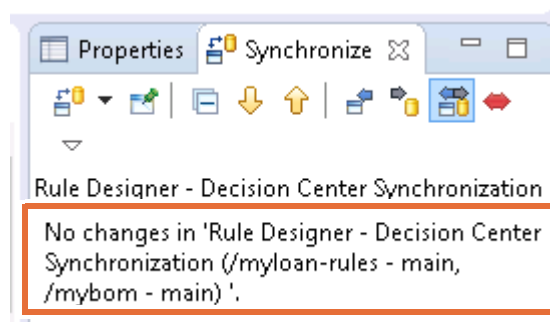 Properties Synchronize
Rule Designer - Decision Center Synchronization
No changes in 'Rule Designer - Decision Center
Synchronization (/myloan-rules - main,
/mybom - main) '.